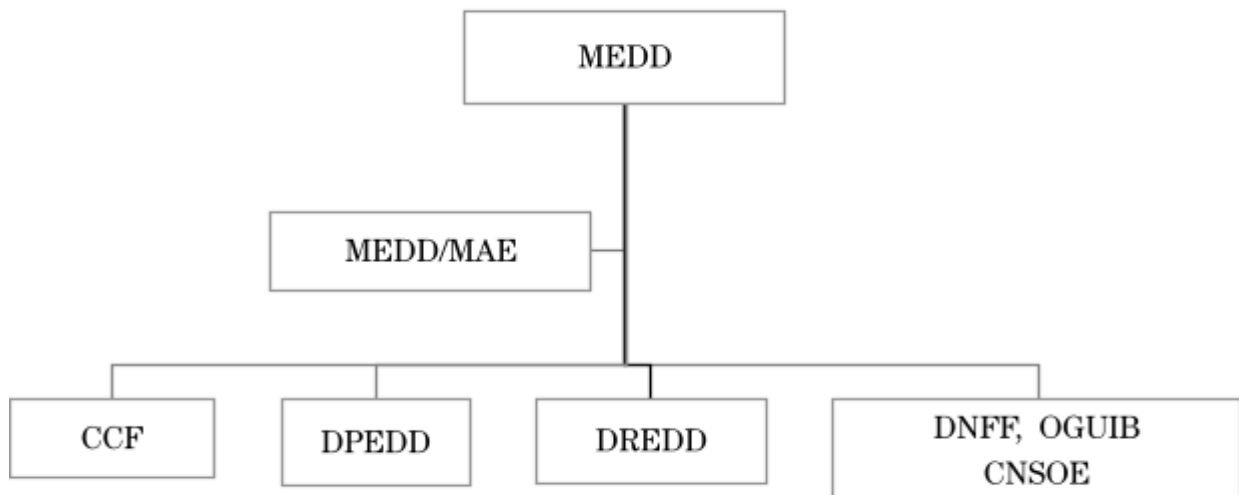 MEDD
MEDD/MAE
CCF
DPEDD
DREDD
DNFF, OGUIB
CNSOE